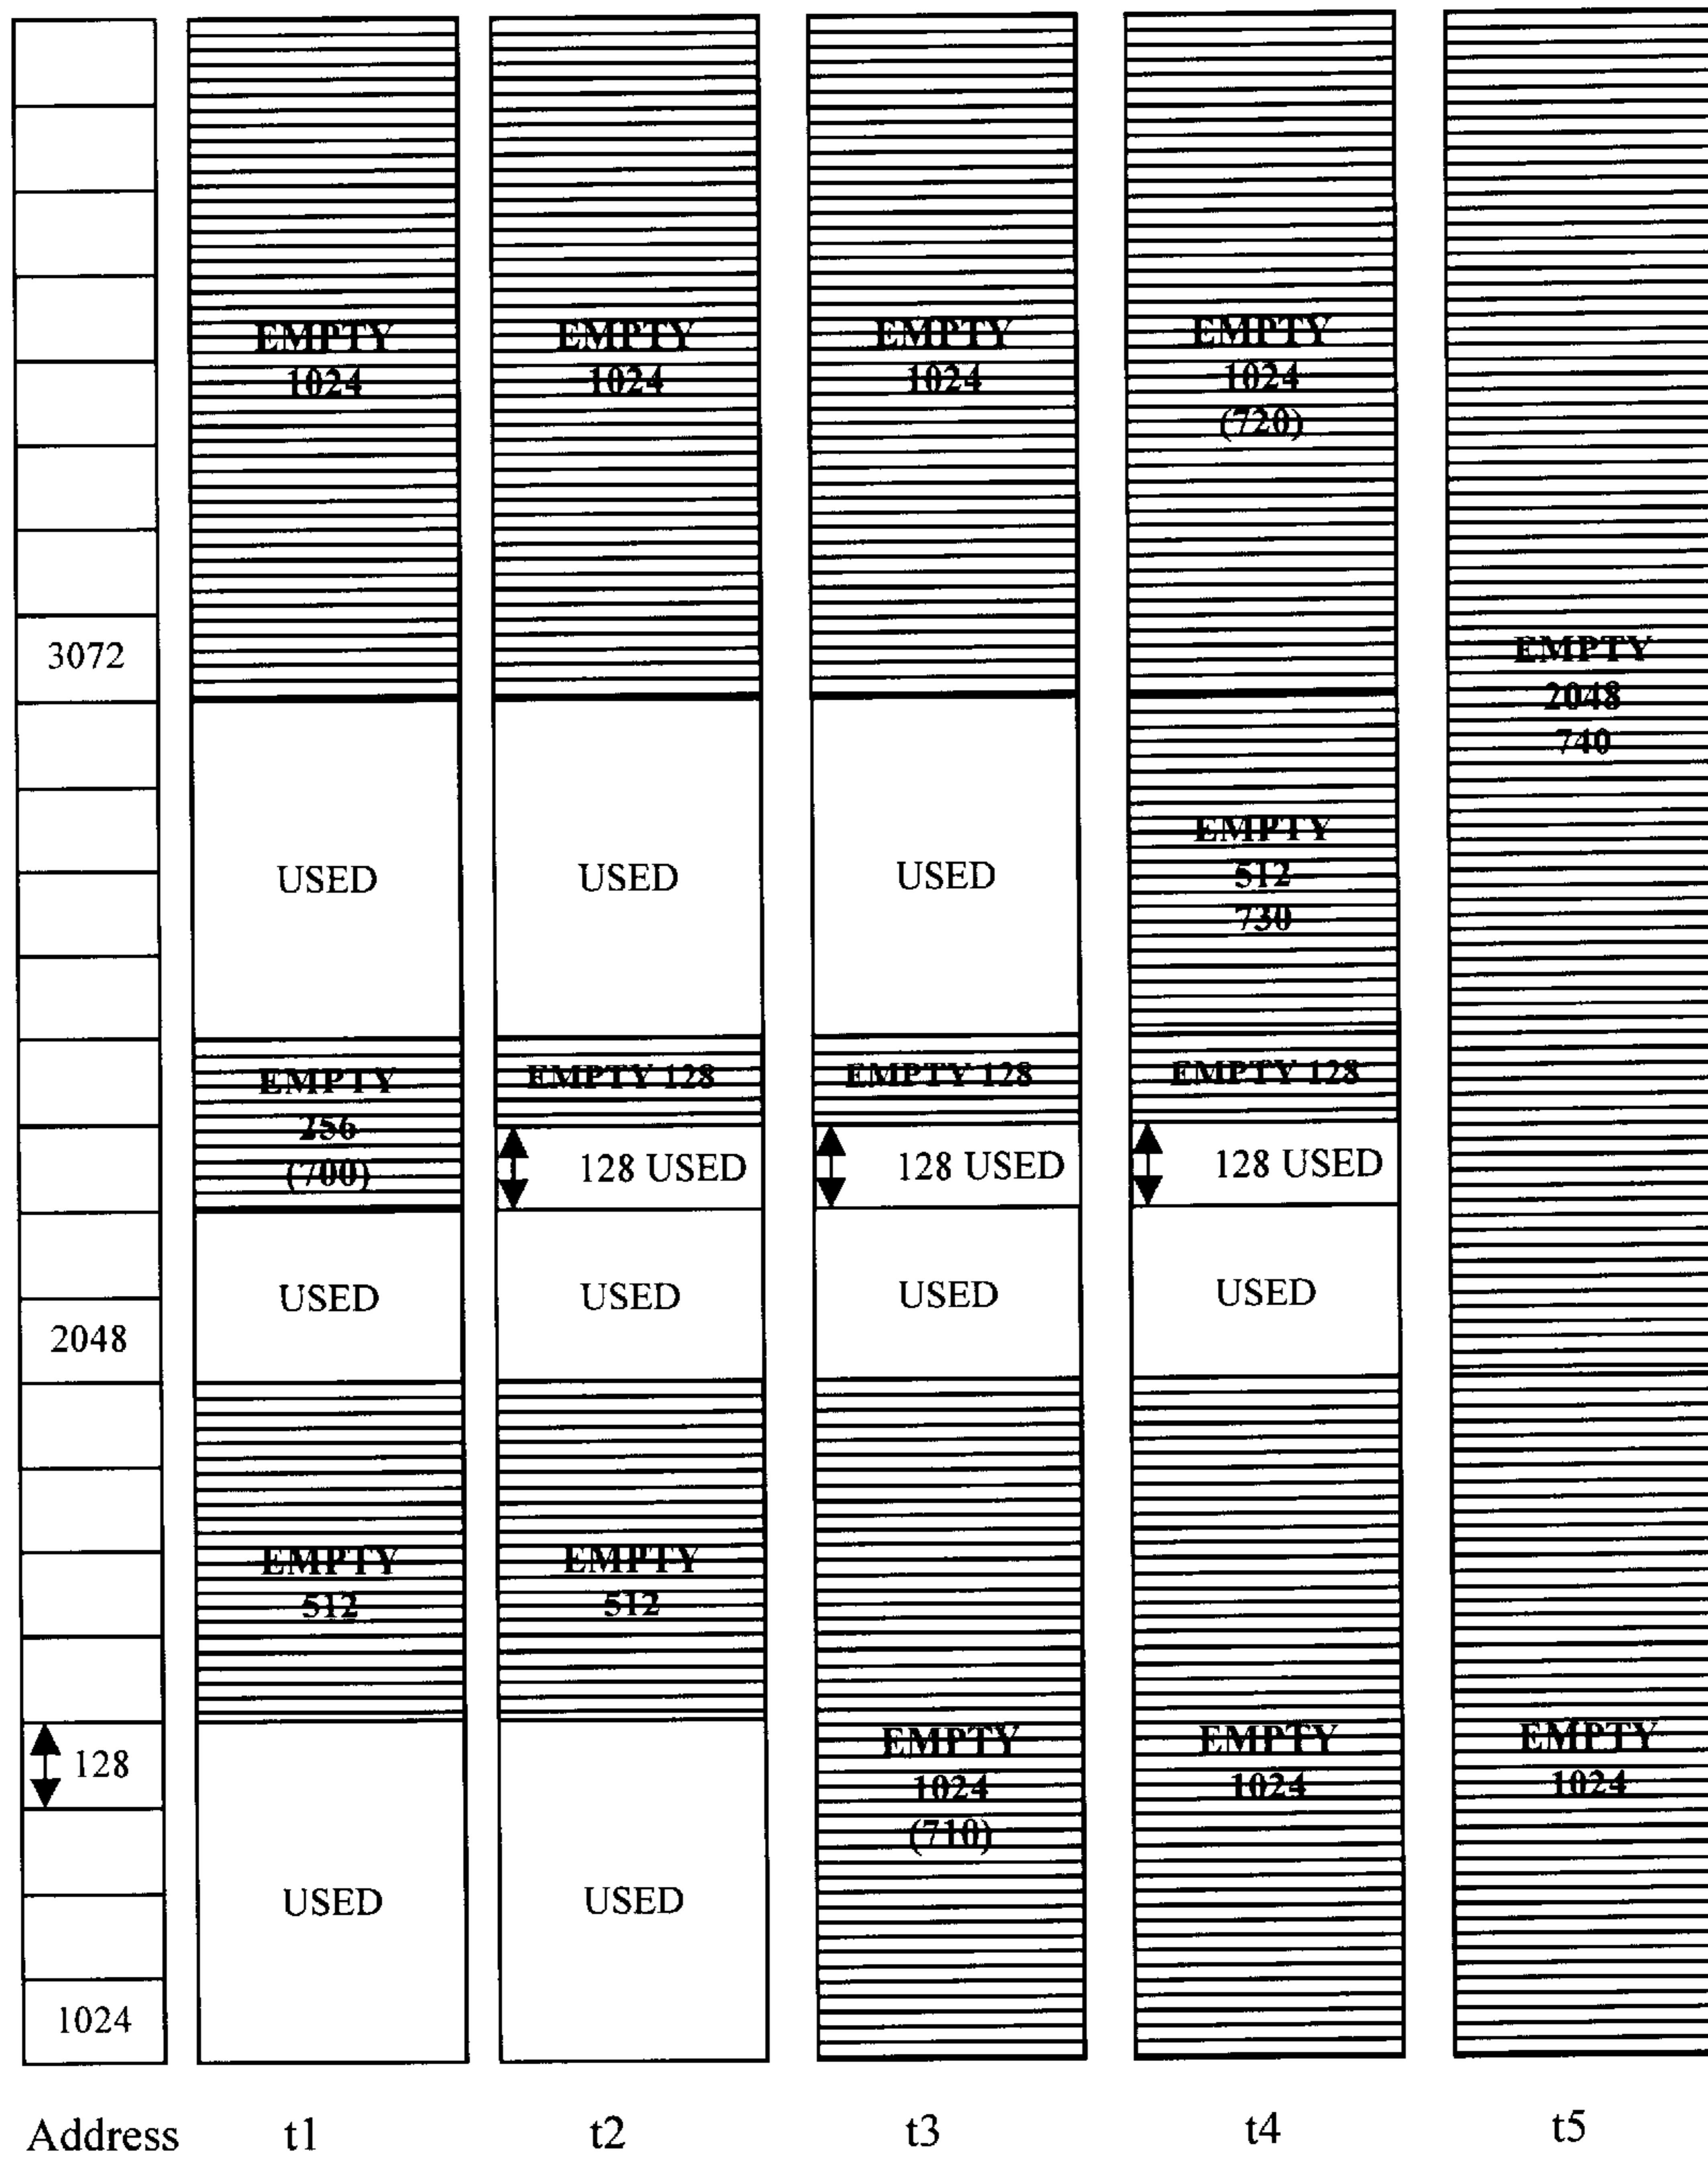 3072
2048
128
1024
Address
EMPTY
1024
USED
EMPTY
256
(700)
USED
EMPTY
512
USED
t1
EMPTY
1024
USED
EMPTY 128
128 USED
USED
EMPTY
512
USED
t2
EMPTY
1024
USED
EMPTY 128
128 USED
USED
EMPTY
1024
(710)
t3
EMPTY
1024
(720)
EMPTY
512
730
EMPTY 128
128 USED
USED
EMPTY
1024
t4
EMPTY
2048
740
EMPTY
1024
t5